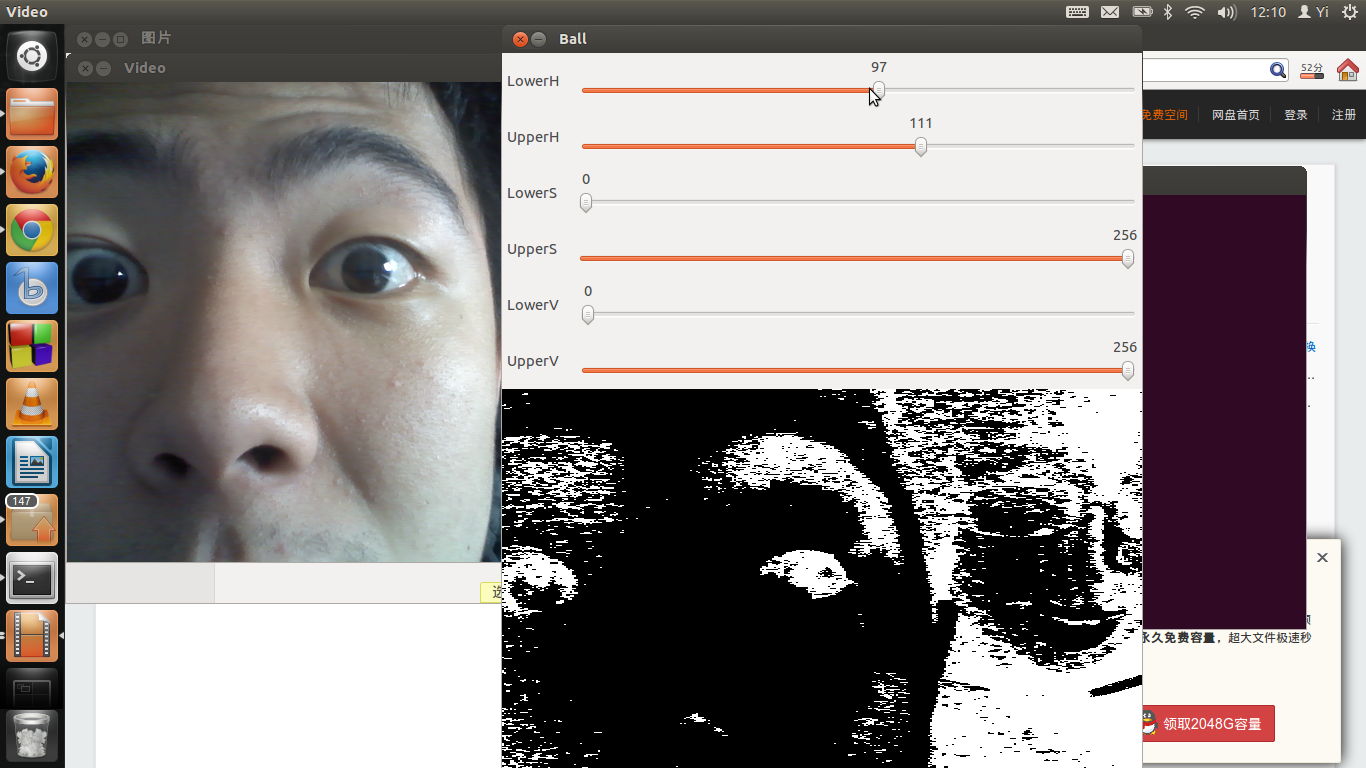 Video
12:10
Yi
图片
Video
Ball
LowerH
97
UpperH
111
LowerS
0
UpperS
256
LowerV
0
UpperV
256
52分
免费空间
网盘首页
登录
注册
换
147
永久免费容量，超大文件极速秒
领取2048G容量